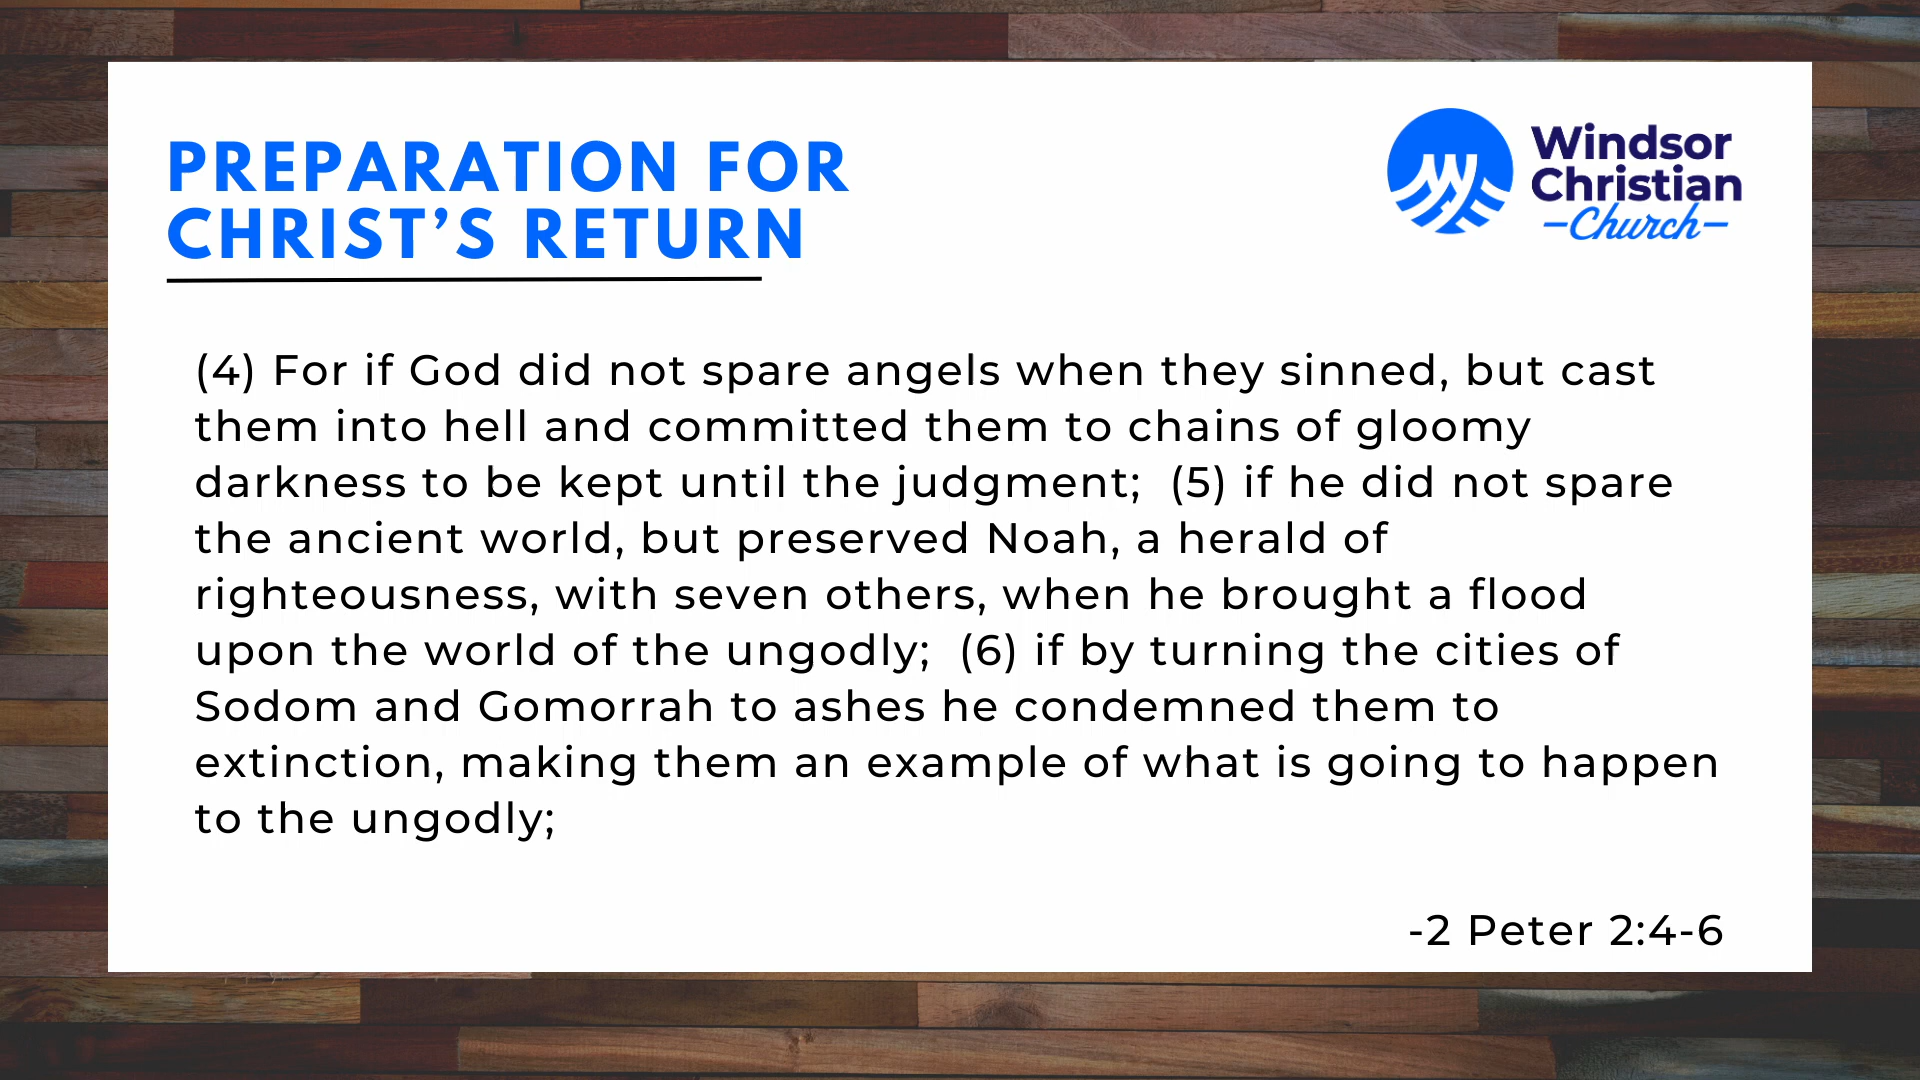 PREPARATION FOR
CHRIST’S RETURN
Windsor
Christian
–Church–
(4) For if God did not spare angels when they sinned, but cast
them into hell and committed them to chains of gloomy
darkness to be kept until the judgment;  (5) if he did not spare
the ancient world, but preserved Noah, a herald of
righteousness, with seven others, when he brought a flood
upon the world of the ungodly;  (6) if by turning the cities of
Sodom and Gomorrah to ashes he condemned them to
extinction, making them an example of what is going to happen
to the ungodly;
-2 Peter 2:4-6